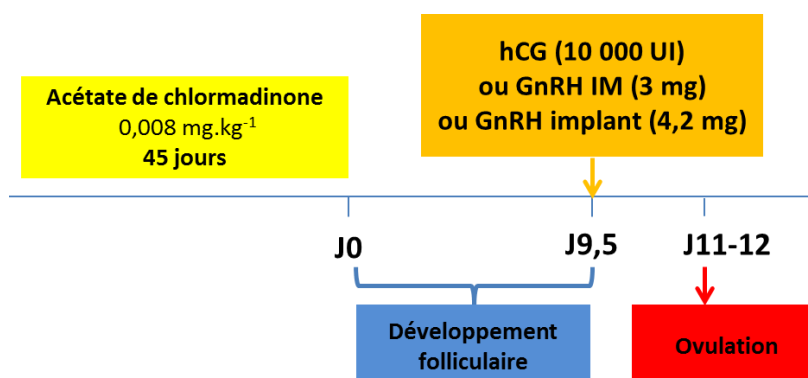 hCG (10 000 UI)
ou GnRH IM (3 mg)
ou GnRH implant (4,2 mg)
Acétate de chlormadinone
0,008 mg.kg⁻¹
45 jours
J0
J9,5
J11-12
Développement
folliculaire
Ovulation